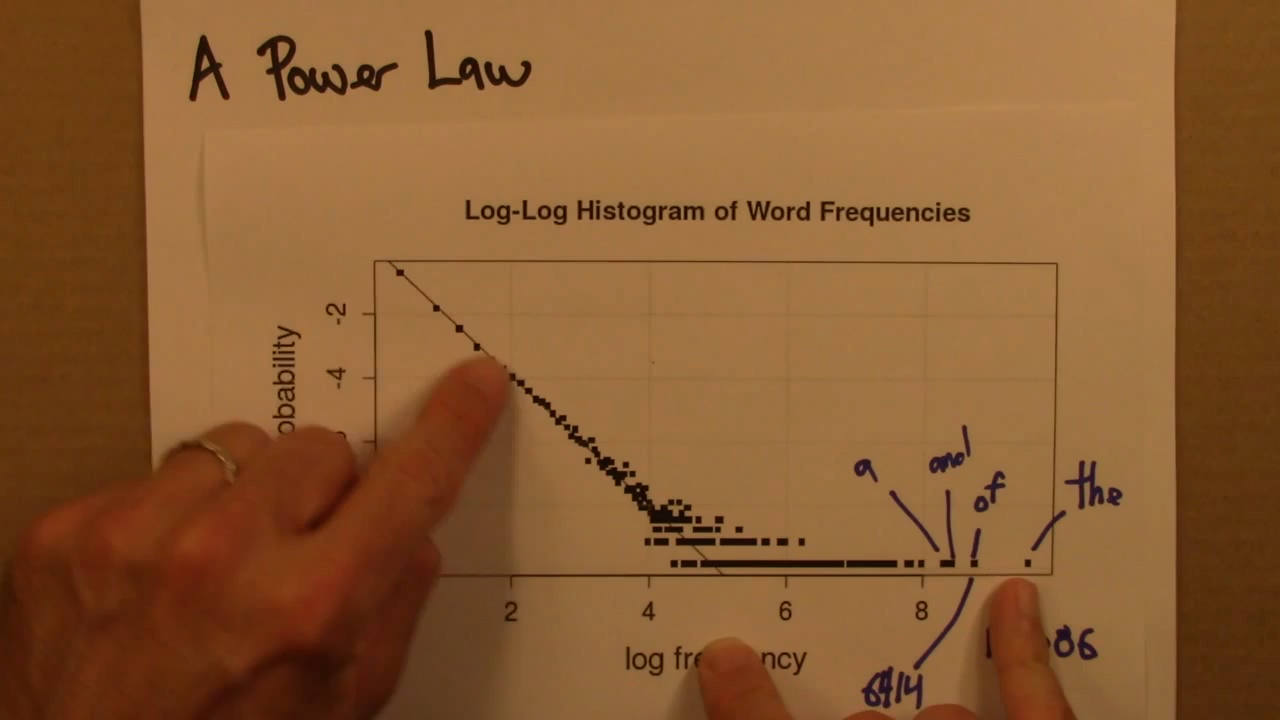 A Power Law
Log-Log Histogram of Word Frequencies
-2
-4
a and of the
2 4 6 8
log
6414